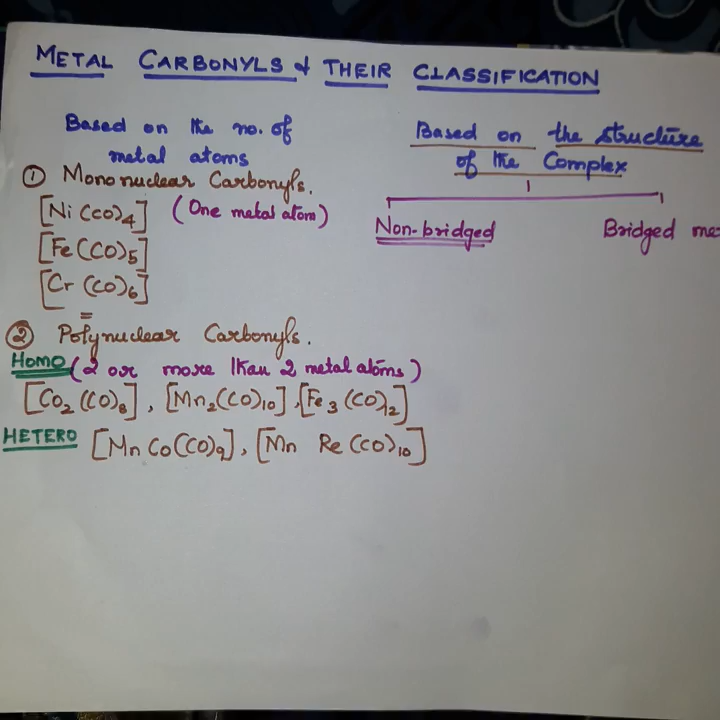 METAL CARBONYLS & THEIR CLASSIFICATION
Based on the no. of
metal atoms
① Mononuclear Carbonyls.
[Ni(CO)4] (One metal atom)
[Fe(CO)5]
[Cr(CO)6]
② Polynuclear Carbonyls.
Homo (2 or more than 2 metal atoms)
[Co2(CO)8], [Mn2(CO)10], [Fe3(CO)12]
HETERO [MnCo(CO)9], [Mn Re(CO)10]
Based on the structure
of the Complex
Non-bridged Bridged me